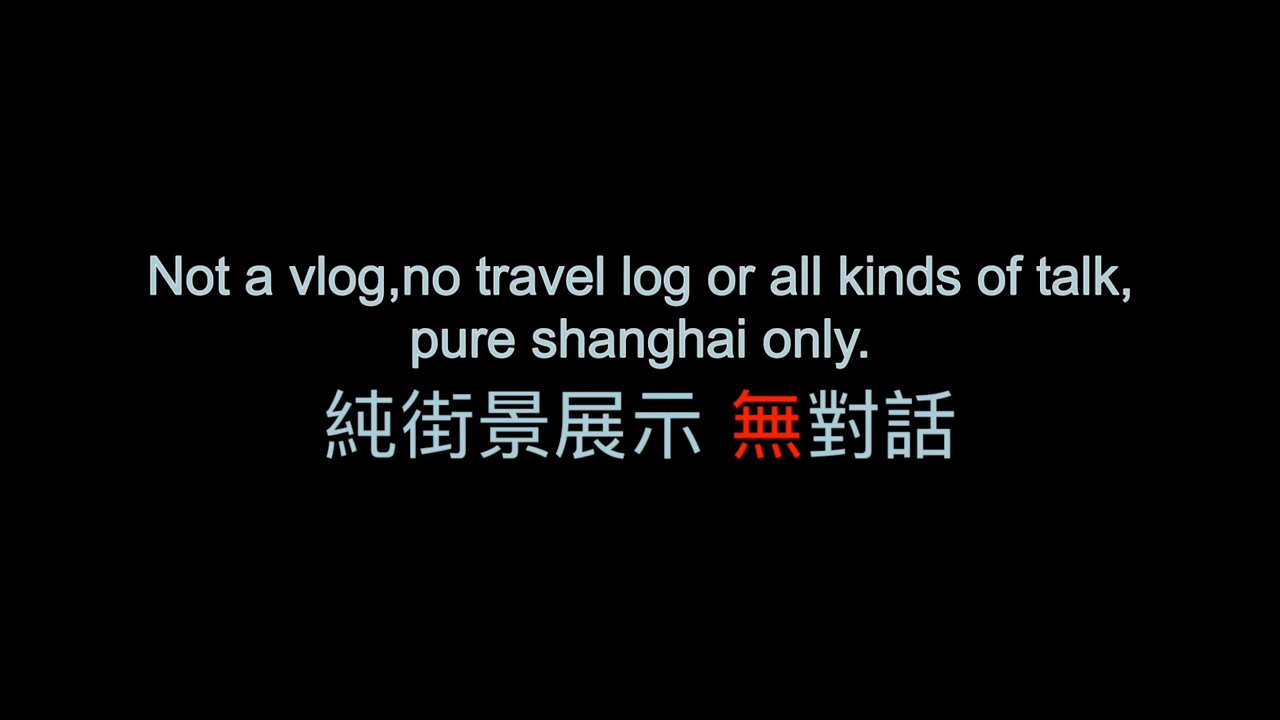 Not a vlog,no travel log or all kinds of talk,
pure shanghai only.
純街景展示 無對話